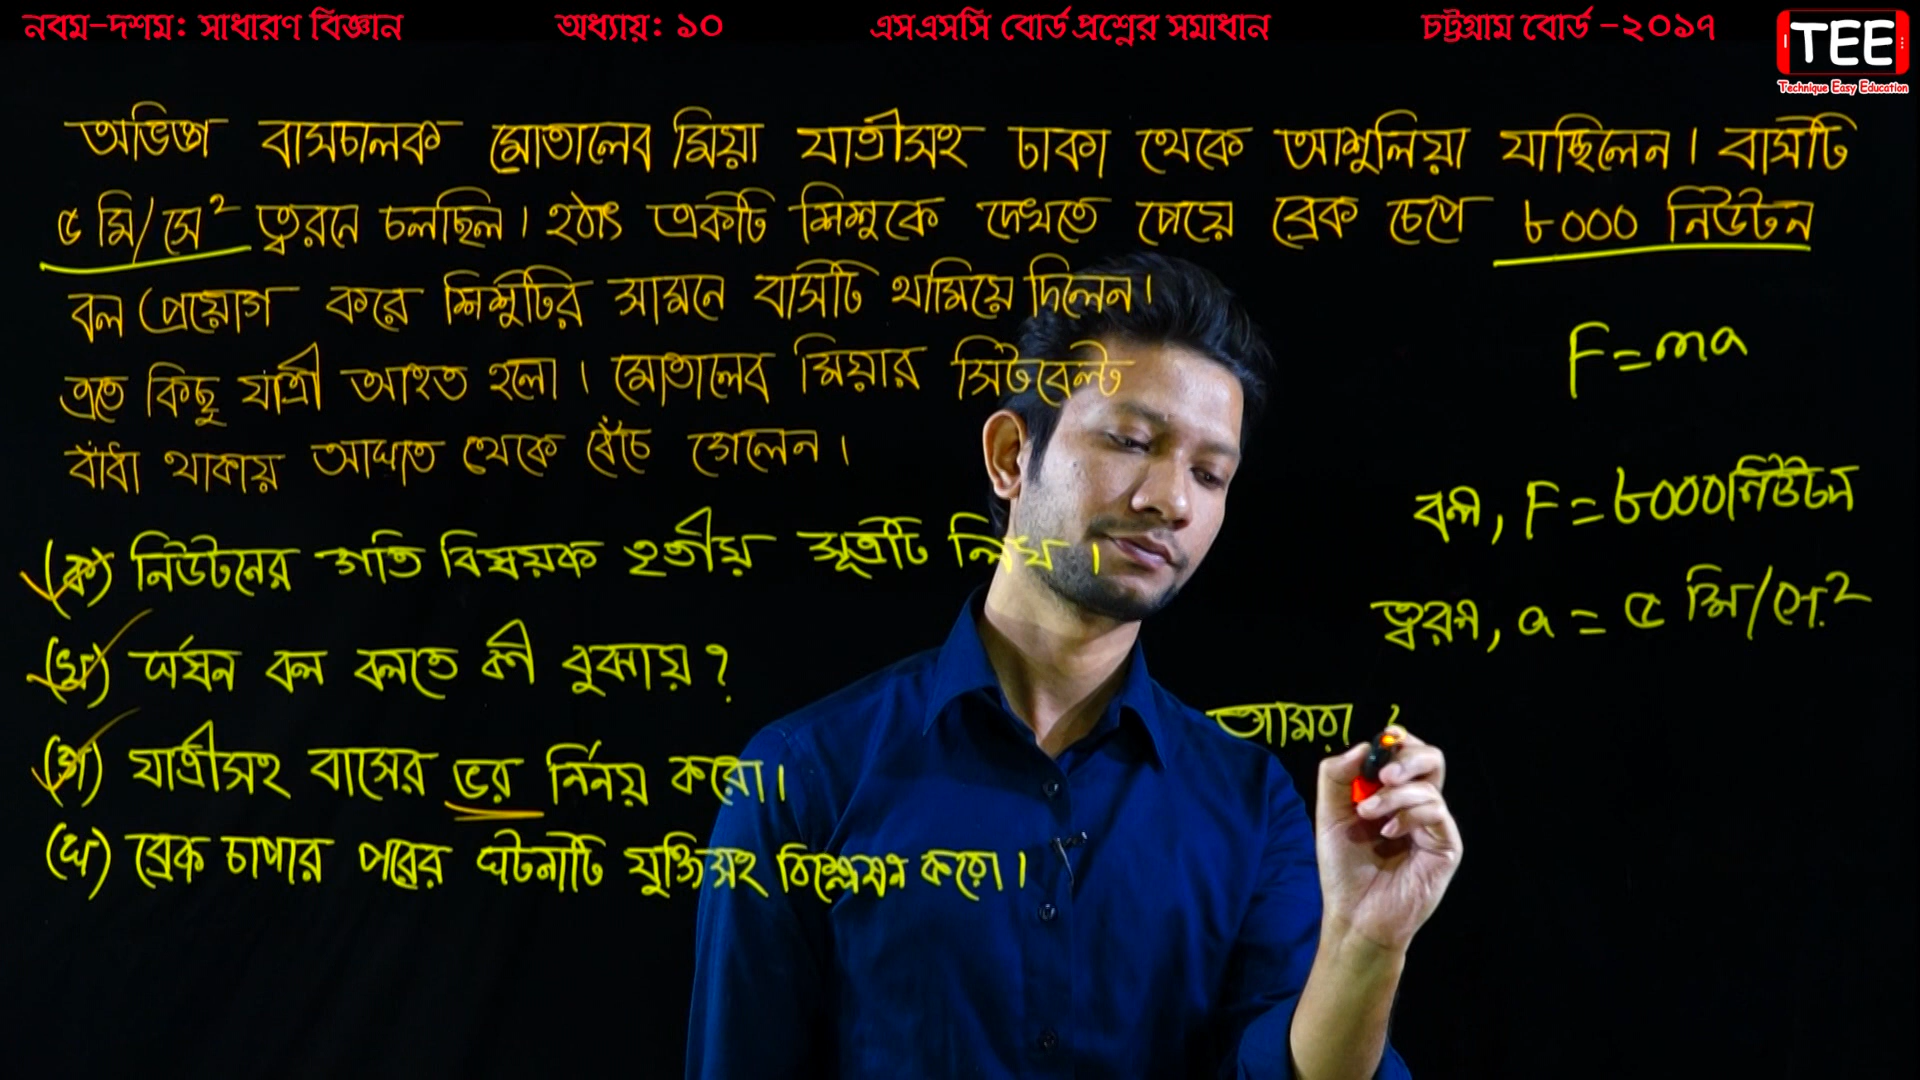 নবম-দশম: সাধারণ বিজ্ঞান অধ্যায়: ১০ এসএসসি বোর্ড প্রশ্নের সমাধান চট্টগ্রাম বোর্ড -২০১৭
TEE
Technique Easy Education
অভিজ্ঞ বাসচালক মোতালেব মিয়া যাত্রীসহ ঢাকা থেকে আশুলিয়া যাচ্ছিলেন। বাসটি
৫ মি/সে² ত্বরনে চলছিল। হঠাৎ একটি শিশুকে দেখতে পেয়ে ব্রেক চেপে ৮০০০ নিউটন
বল প্রয়োগ করে শিশুটির সামনে বাসটি থামিয়ে দিলেন।
এতে কিছু যাত্রী আহত হলো। মোতালেব মিয়ার সিটবেল্ট
বাঁধা থাকায় আঘাত থেকে বেঁচে গেলেন।
F=ma
বল, F = ৮০০০নিউটন
ত্বরণ, a = ৫ মি/সে.²
আমরা
(ক) নিউটনের গতি বিষয়ক তৃতীয় সূত্রটি লিখ।
(খ) ঘর্ষন বল বলতে কী বুঝায়?
(গ) যাত্রীসহ বাসের ভর নির্নয় করো।
(ঘ) ব্রেক চাপার পরের ঘটনাটি যুক্তিসহ বিশ্লেষণ করো।